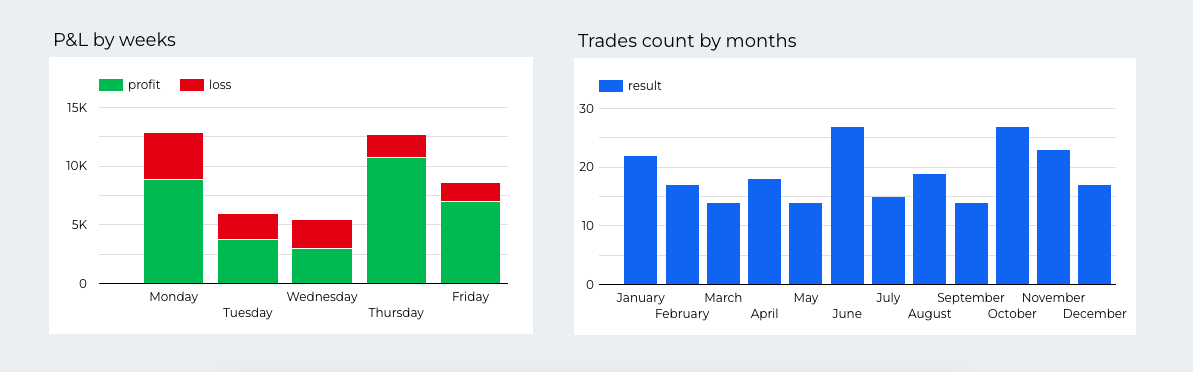 P&L by weeks
profit loss
15K
10K
5K
0
Monday Wednesday Friday
Tuesday Thursday
Trades count by months
result
30
20
10
0
January March May July September November
February April June August October December